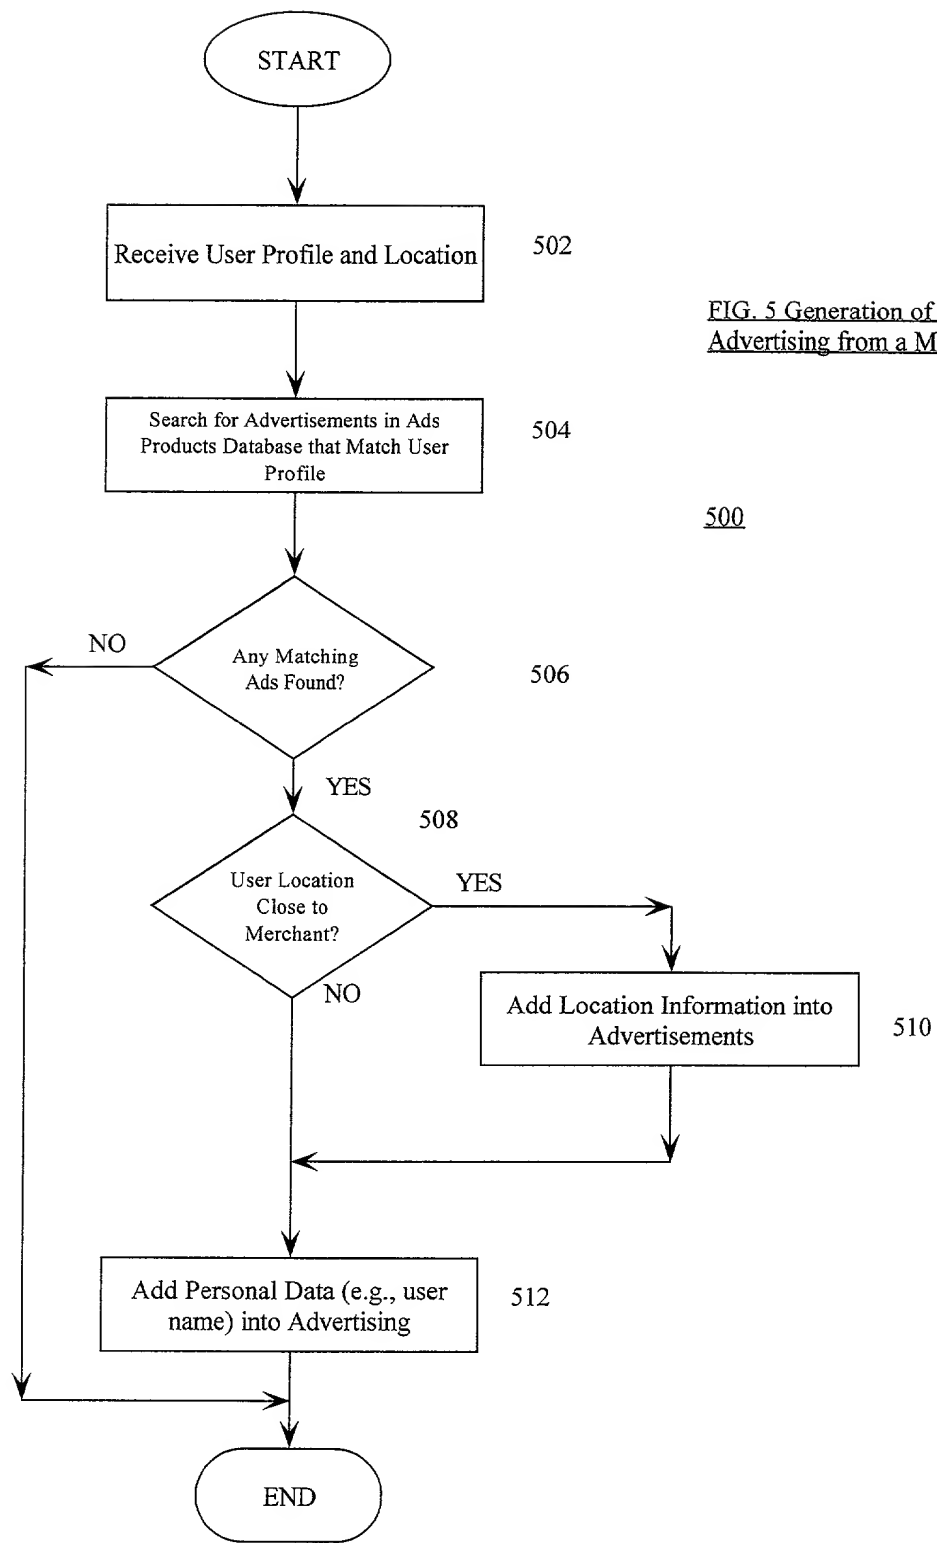 START
Receive User Profile and Location
502
FIG. 5 Generation of
Advertising from a M
Search for Advertisements in Ads
Products Database that Match User
Profile
504
500
NO
Any Matching
Ads Found?
506
YES
508
User Location
Close to
Merchant?
YES
NO
Add Location Information into
Advertisements
510
Add Personal Data (e.g., user
name) into Advertising
512
END